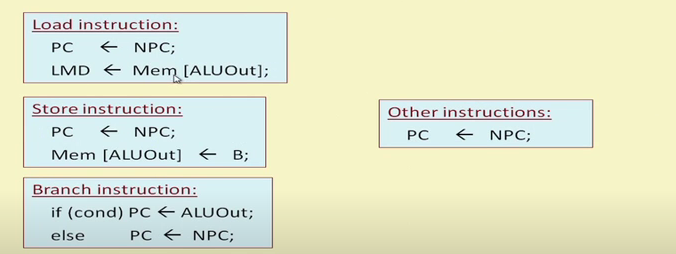 Load instruction:
PC ← NPC;
LMD ← Mem [ALUOut];
Store instruction:
PC ← NPC;
Mem [ALUOut] ← B;
Branch instruction:
if (cond) PC ← ALUOut;
else PC ← NPC;
Other instructions:
PC ← NPC;